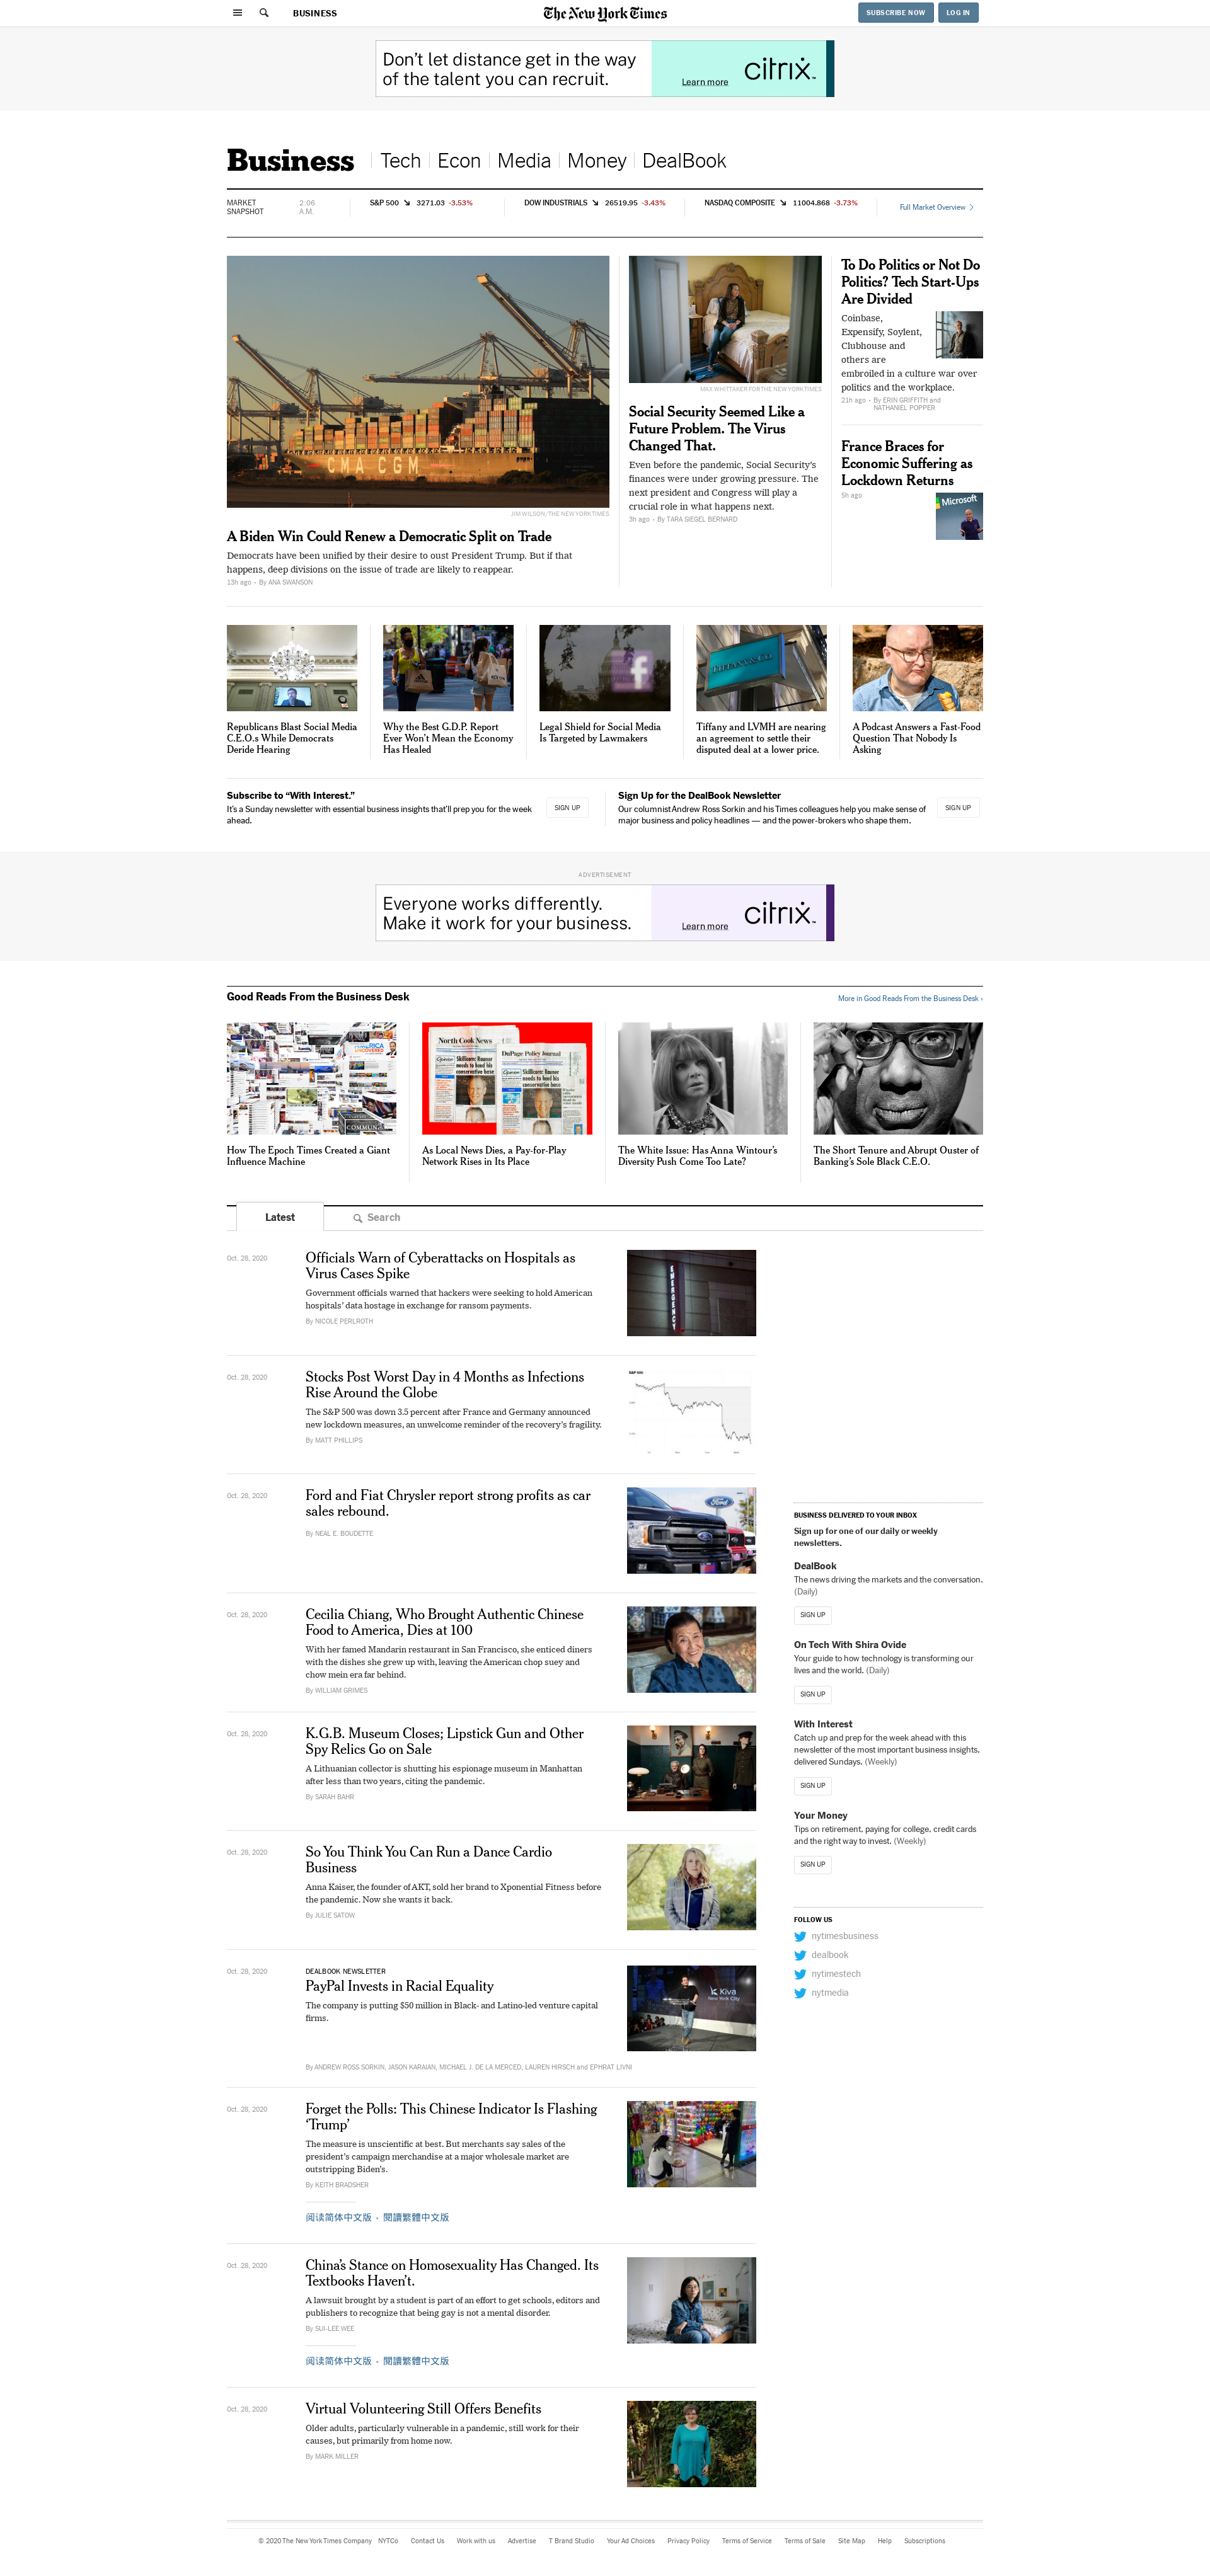 BUSINESS
The New York Times
SUBSCRIBE NOW
LOG IN
Don't let distance get in the way
of the talent you can recruit.
Learn more
citrix
Business
Tech
Econ
Media
Money
DealBook
MARKET
SNAPSHOT
2:06
A.M.
S&P 500 ↘ 3271.03 -3.53%
DOW INDUSTRIALS ↘ 26519.95 -3.43%
NASDAQ COMPOSITE ↘ 11004.868 -3.73%
Full Market Overview
CMA CGM
JIM WILSON/THE NEW YORK TIMES
A Biden Win Could Renew a Democratic Split on Trade
Democrats have been unified by their desire to oust President Trump. But if that
happens, deep divisions on the issue of trade are likely to reappear.
13h ago · By ANA SWANSON
MAX WHITTAKER FOR THE NEW YORK TIMES
Social Security Seemed Like a
Future Problem. The Virus
Changed That.
Even before the pandemic, Social Security's
finances were under growing pressure. The
next president and Congress will play a
crucial role in what happens next.
3h ago · By TARA SIEGEL BERNARD
To Do Politics or Not Do
Politics? Tech Start-Ups
Are Divided
Coinbase,
Expensify, Soylent,
Clubhouse and
others are
embroiled in a culture war over
politics and the workplace.
21h ago · By ERIN GRIFFITH and
NATHANIEL POPPER
France Braces for
Economic Suffering as
Lockdown Returns
5h ago
Microsoft
TIFFANY & CO.
Republicans Blast Social Media
C.E.O.s While Democrats
Deride Hearing
Why the Best G.D.P. Report
Ever Won't Mean the Economy
Has Healed
Legal Shield for Social Media
Is Targeted by Lawmakers
Tiffany and LVMH are nearing
an agreement to settle their
disputed deal at a lower price.
A Podcast Answers a Fast-Food
Question That Nobody Is
Asking
Subscribe to “With Interest.”
It's a Sunday newsletter with essential business insights that'll prep you for the week
ahead.
SIGN UP
Sign Up for the DealBook Newsletter
Our columnist Andrew Ross Sorkin and his Times colleagues help you make sense of
major business and policy headlines — and the power-brokers who shape them.
SIGN UP
ADVERTISEMENT
Everyone works differently.
Make it work for your business.
Learn more
citrix
Good Reads From the Business Desk
More in Good Reads From the Business Desk ›
North Cook News
DuPage Policy Journal
How The Epoch Times Created a Giant
Influence Machine
As Local News Dies, a Pay-for-Play
Network Rises in Its Place
The White Issue: Has Anna Wintour's
Diversity Push Come Too Late?
The Short Tenure and Abrupt Ouster of
Banking's Sole Black C.E.O.
Latest
Search
Oct. 28, 2020
Officials Warn of Cyberattacks on Hospitals as
Virus Cases Spike
Government officials warned that hackers were seeking to hold American
hospitals' data hostage in exchange for ransom payments.
By NICOLE PERLROTH
EMERGENCY
Oct. 28, 2020
Stocks Post Worst Day in 4 Months as Infections
Rise Around the Globe
The S&P 500 was down 3.5 percent after France and Germany announced
new lockdown measures, an unwelcome reminder of the recovery's fragility.
By MATT PHILLIPS
S&P 500
Oct. 28, 2020
Ford and Fiat Chrysler report strong profits as car
sales rebound.
By NEAL E. BOUDETTE
Ford
Oct. 28, 2020
Cecilia Chiang, Who Brought Authentic Chinese
Food to America, Dies at 100
With her famed Mandarin restaurant in San Francisco, she enticed diners
with the dishes she grew up with, leaving the American chop suey and
chow mein era far behind.
By WILLIAM GRIMES
Oct. 28, 2020
K.G.B. Museum Closes; Lipstick Gun and Other
Spy Relics Go on Sale
A Lithuanian collector is shutting his espionage museum in Manhattan
after less than two years, citing the pandemic.
By SARAH BAHR
Oct. 28, 2020
So You Think You Can Run a Dance Cardio
Business
Anna Kaiser, the founder of AKT, sold her brand to Xponential Fitness before
the pandemic. Now she wants it back.
By JULIE SATOW
Oct. 28, 2020
DEALBOOK NEWSLETTER
PayPal Invests in Racial Equality
The company is putting $50 million in Black- and Latino-led venture capital
firms.
By ANDREW ROSS SORKIN, JASON KARAIAN, MICHAEL J. DE LA MERCED, LAUREN HIRSCH and EPHRAT LIVNI
Kiva
New York City
Oct. 28, 2020
Forget the Polls: This Chinese Indicator Is Flashing
‘Trump’
The measure is unscientific at best. But merchants say sales of the
president's campaign merchandise at a major wholesale market are
outstripping Biden's.
By KEITH BRADSHER
阅读简体中文版 · 閱讀繁體中文版
Oct. 28, 2020
China's Stance on Homosexuality Has Changed. Its
Textbooks Haven't.
A lawsuit brought by a student is part of an effort to get schools, editors and
publishers to recognize that being gay is not a mental disorder.
By SUI-LEE WEE
阅读简体中文版 · 閱讀繁體中文版
Oct. 28, 2020
Virtual Volunteering Still Offers Benefits
Older adults, particularly vulnerable in a pandemic, still work for their
causes, but primarily from home now.
By MARK MILLER
BUSINESS DELIVERED TO YOUR INBOX
Sign up for one of our daily or weekly
newsletters.
DealBook
The news driving the markets and the conversation.
(Daily)
SIGN UP
On Tech With Shira Ovide
Your guide to how technology is transforming our
lives and the world. (Daily)
SIGN UP
With Interest
Catch up and prep for the week ahead with this
newsletter of the most important business insights,
delivered Sundays. (Weekly)
SIGN UP
Your Money
Tips on retirement, paying for college, credit cards
and the right way to invest. (Weekly)
SIGN UP
FOLLOW US
nytimesbusiness
dealbook
nytimestech
nytmedia
© 2020 The New York Times Company NYTCo Contact Us Work with us Advertise T Brand Studio Your Ad Choices Privacy Policy Terms of Service Terms of Sale Site Map Help Subscriptions